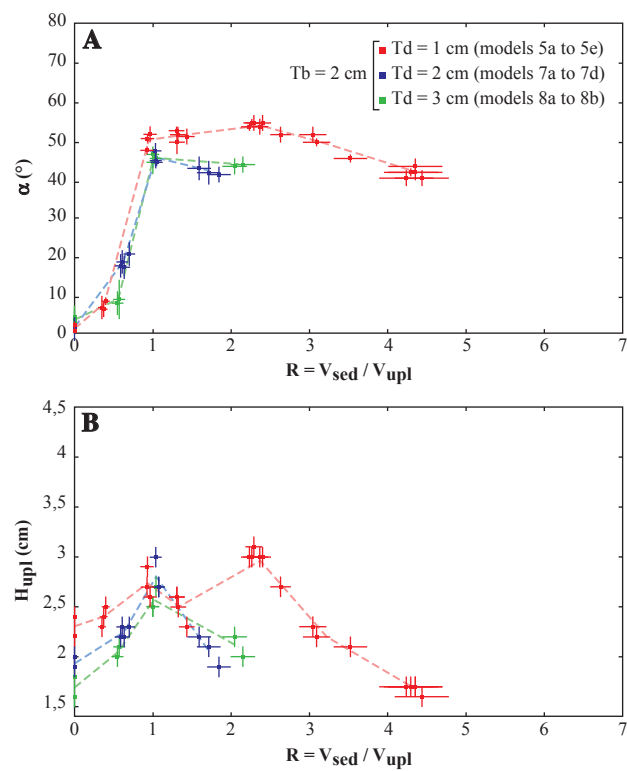 A
80
70
60
50
40
30
20
10
0
α (°)
Tb = 2 cm
Td = 1 cm (models 5a to 5e)
Td = 2 cm (models 7a to 7d)
Td = 3 cm (models 8a to 8b)
0 1 2 3 4 5 6 7
R = Vsed / Vupl
B
4,5
4
3,5
3
2,5
2
1,5
Hupl (cm)
0 1 2 3 4 5 6 7
R = Vsed / Vupl